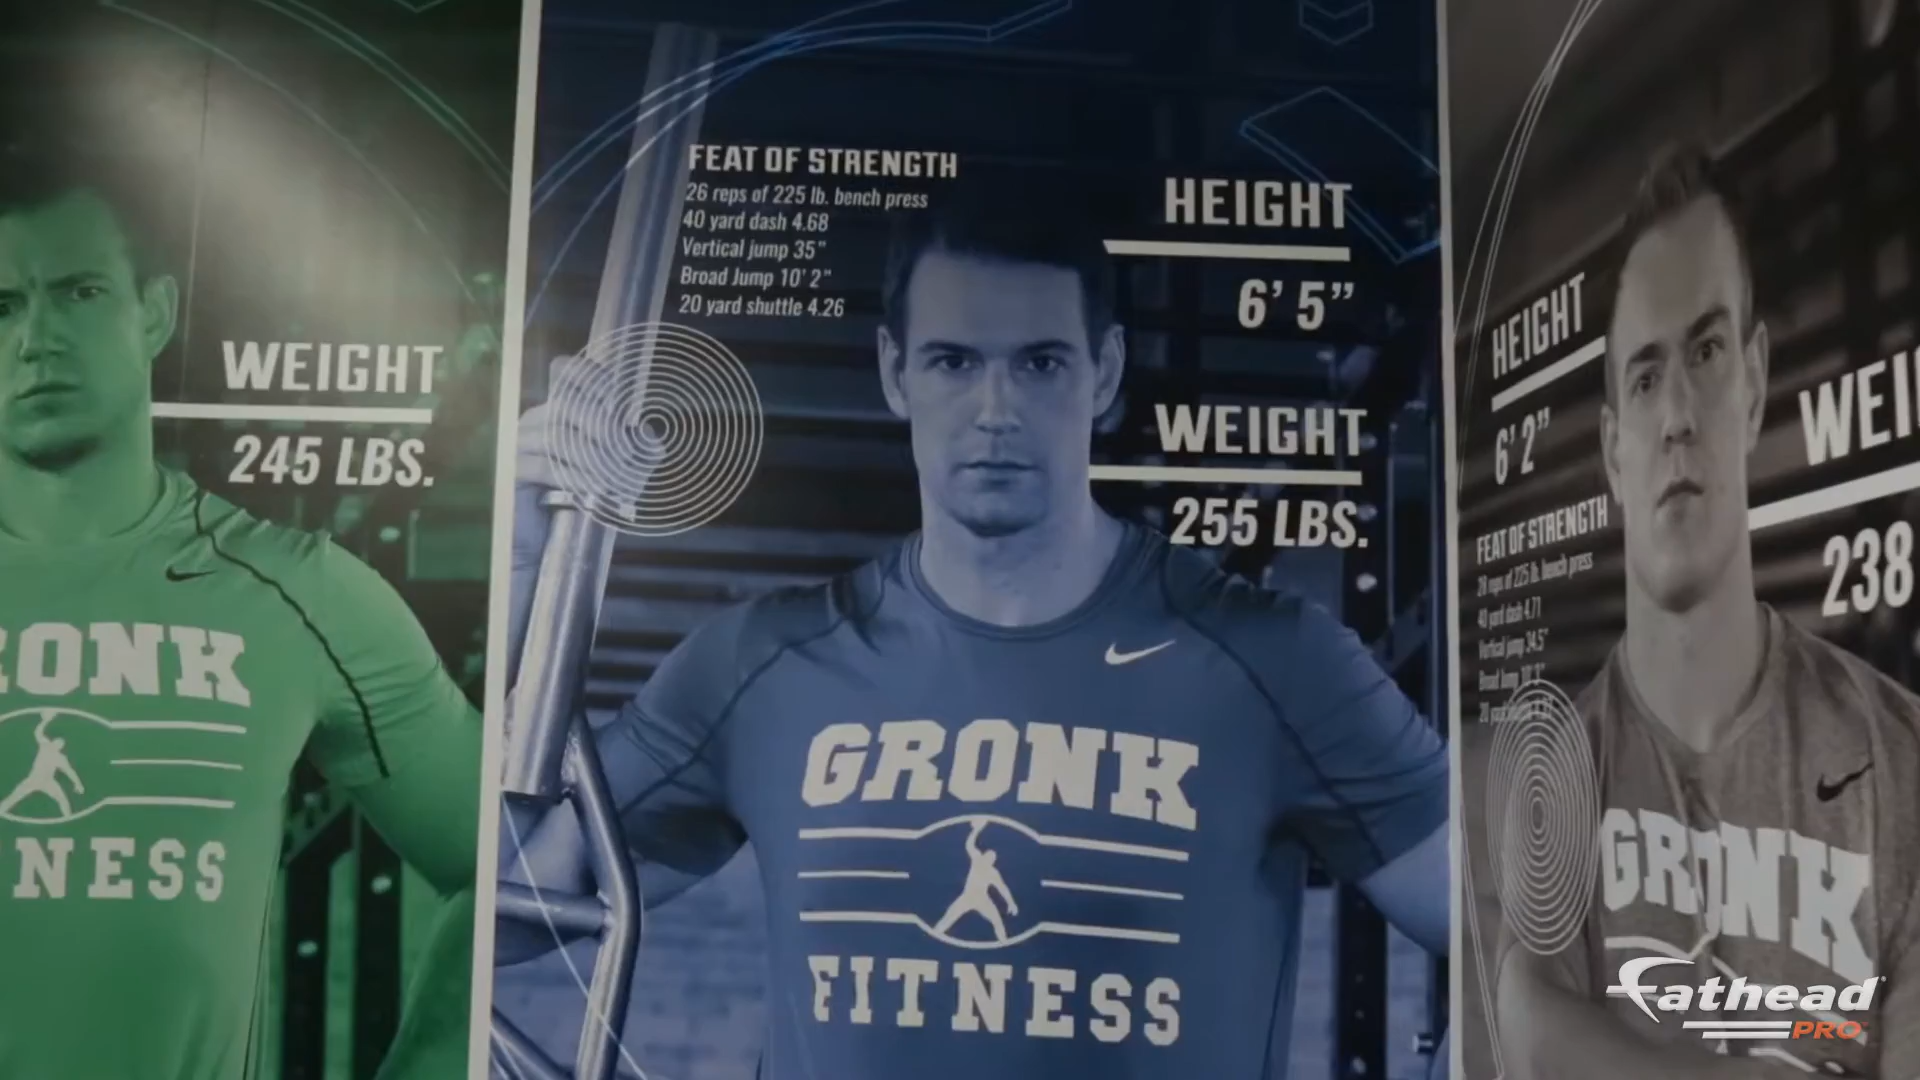 WEIGHT
245 LBS.
RONK
NESS
FEAT OF STRENGTH
26 reps of 225 lb. bench press
40 yard dash 4.68
Vertical jump 35"
Broad Jump 10' 2"
20 yard shuttle 4.26
HEIGHT
6' 5”
WEIGHT
255 LBS.
GRONK
FITNESS
HEIGHT
6' 2”
FEAT OF STRENGTH
reps of 225 lb. bench press
40 yard dash 4.71
Vertical jump 34.5"
Broad Jump
20 yard
WEI
238
GRONK
Fathead
PRO